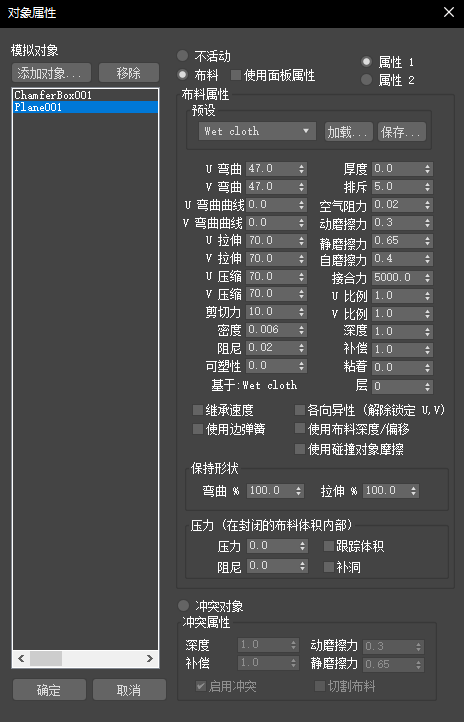 对象属性
模拟对象
添加对象...
移除
ChamferBox001
Plane001
确定
取消
不活动
布料
使用面板属性
属性 1
属性 2
布料属性
预设
Wet cloth
加载...
保存...
U 弯曲 47.0 厚度 0.0
V 弯曲 47.0 排斥 5.0
U 弯曲曲线 0.0 空气阻力 0.02
V 弯曲曲线 0.0 动磨擦力 0.3
U 拉伸 70.0 静磨擦力 0.65
V 拉伸 70.0 自磨擦力 0.4
U 压缩 70.0 接合力 5000.0
V 压缩 70.0 U 比例 1.0
剪切力 10.0 V 比例 1.0
密度 0.006 深度 1.0
阻尼 0.02 补偿 1.0
可塑性 0.0 粘着 0.0
基于:Wet cloth 层 0
继承速度 各向异性 (解除锁定 U,V)
使用边弹簧 使用布料深度/偏移
使用碰撞对象摩擦
保持形状
弯曲 % 100.0 拉伸 % 100.0
压力 (在封闭的布料体积内部)
压力 0.0 跟踪体积
阻尼 0.0 补洞
冲突对象
冲突属性
深度 1.0 动磨擦力 0.3
补偿 1.0 静磨擦力 0.65
启用冲突 切割布料